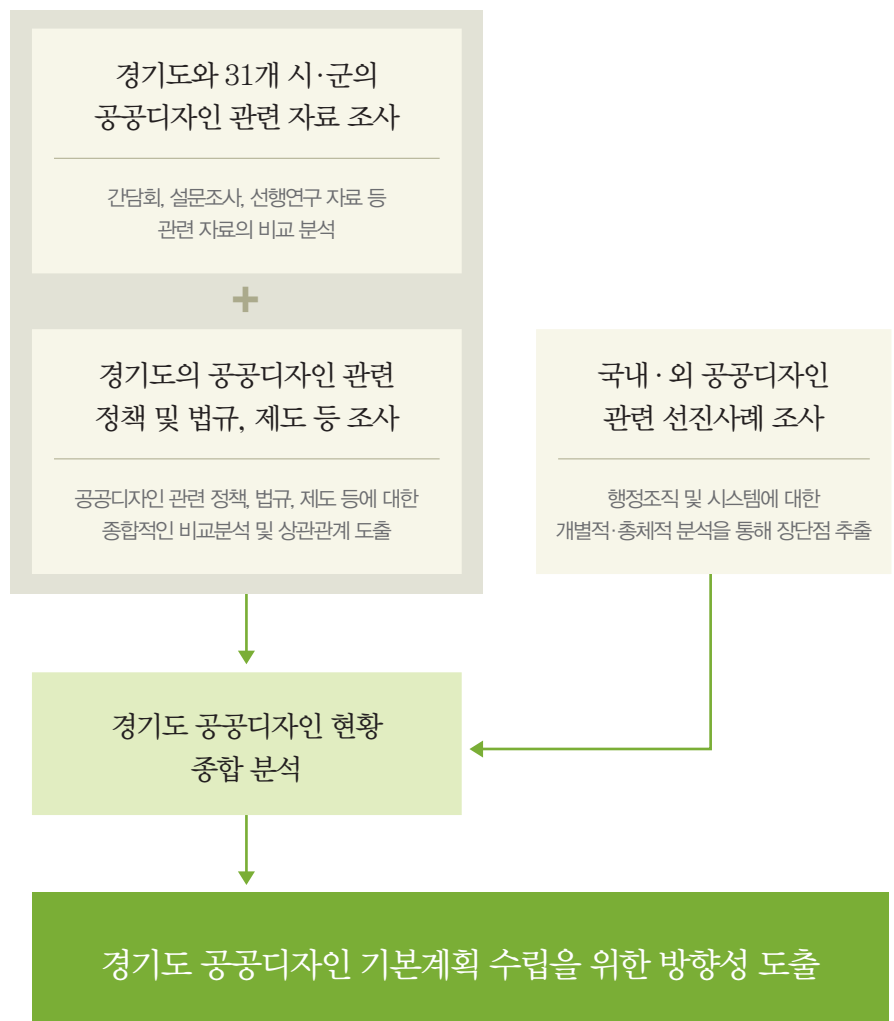 경기도와 31개 시·군의
공공디자인 관련 자료 조사
간담회, 설문조사, 선행연구 자료 등
관련 자료의 비교 분석
+
경기도의 공공디자인 관련
정책 및 법규, 제도 등 조사
공공디자인 관련 정책, 법규, 제도 등에 대한
종합적인 비교분석 및 상관관계 도출
국내·외 공공디자인
관련 선진사례 조사
행정조직 및 시스템에 대한
개별적·총체적 분석을 통해 장단점 추출
경기도 공공디자인 현황
종합 분석
경기도 공공디자인 기본계획 수립을 위한 방향성 도출